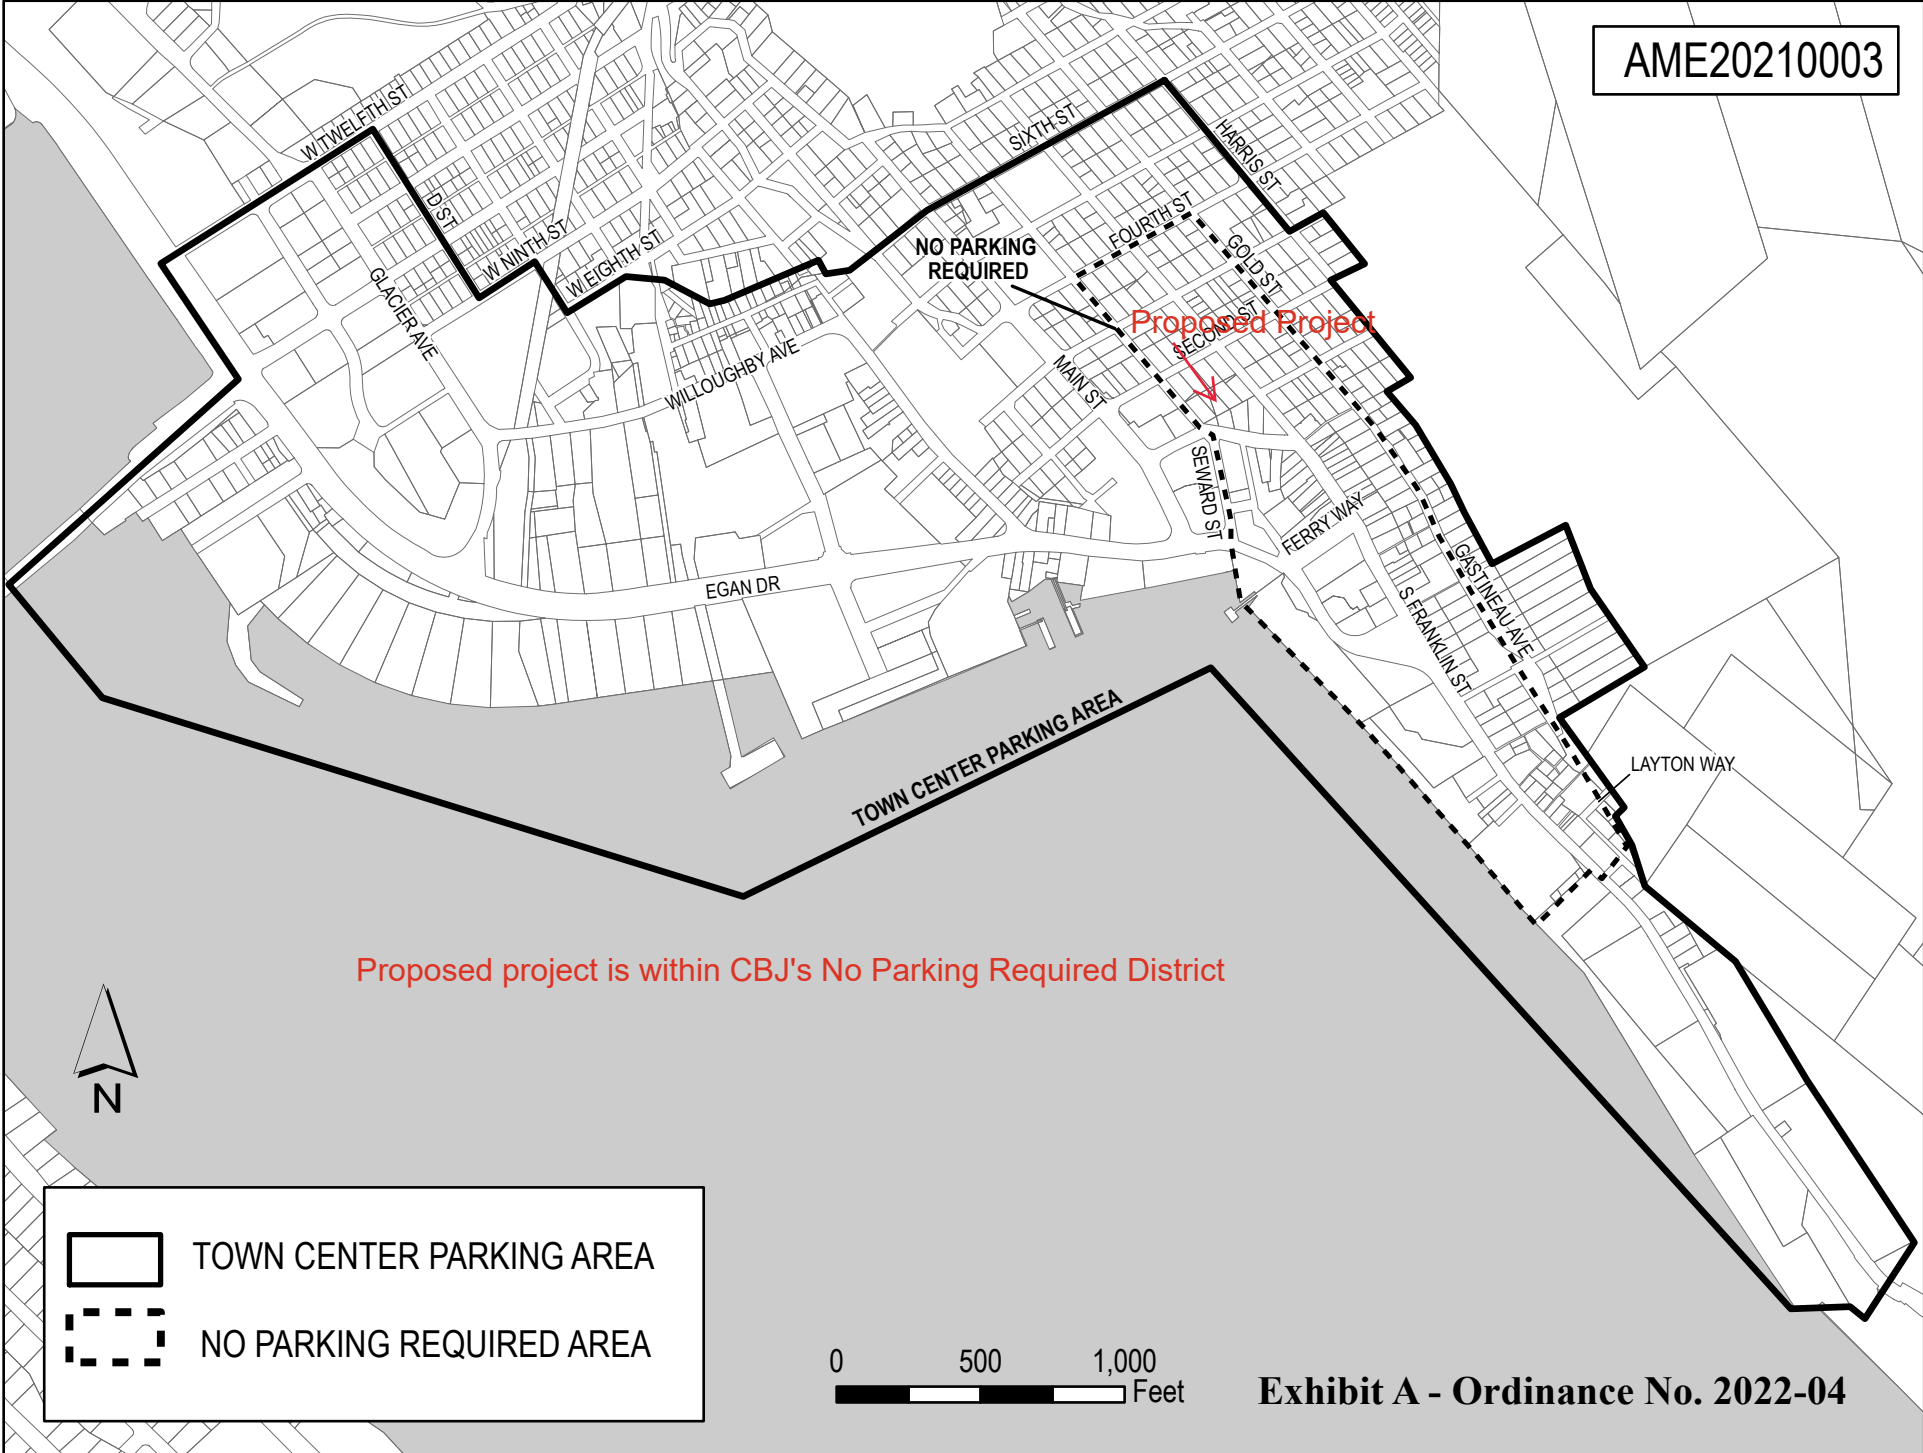 AME20210003
W TWELFTH ST
SIXTH ST
HARRIS ST
D ST
W NINTH ST
W EIGHTH ST
FOURTH ST
NO PARKING
REQUIRED
GOLD ST
GLACIER AVE
Proposed Project
SECOND ST
WILLOUGHBY AVE
MAIN ST
SEWARD ST
FERRY WAY
EGAN DR
GASTINEAU AVE
S FRANKLIN ST
TOWN CENTER PARKING AREA
LAYTON WAY
Proposed project is within CBJ's No Parking Required District
N
TOWN CENTER PARKING AREA
NO PARKING REQUIRED AREA
0 500 1,000
Feet
Exhibit A - Ordinance No. 2022-04